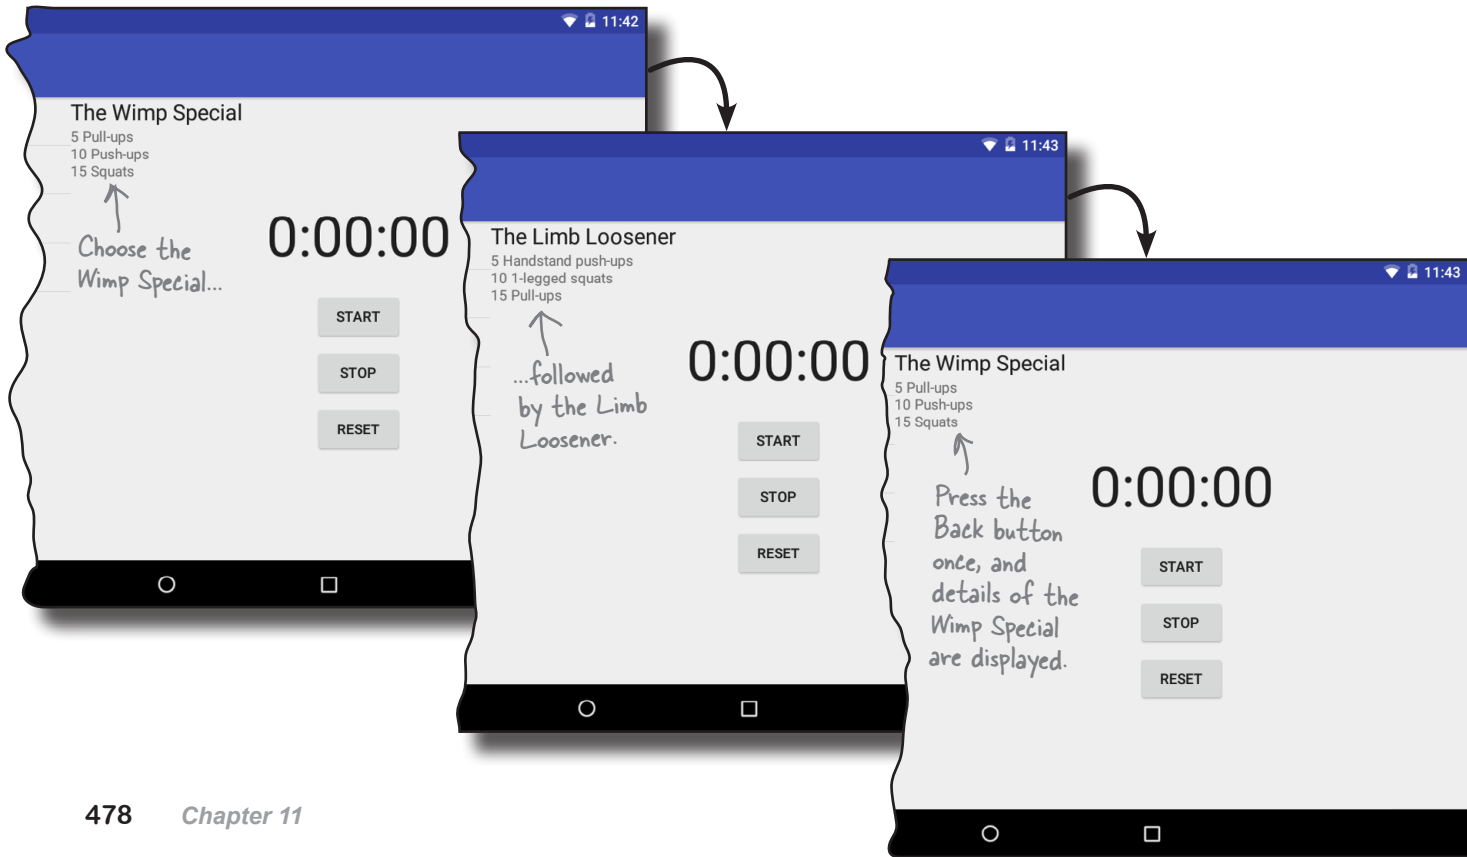 11:42
The Wimp Special
5 Pull-ups
10 Push-ups
15 Squats
Choose the
Wimp Special...
0:00:00
START
STOP
RESET
11:43
The Limb Loosener
5 Handstand push-ups
10 1-legged squats
15 Pull-ups
...followed
by the Limb
Loosener.
0:00:00
START
STOP
RESET
11:43
The Wimp Special
5 Pull-ups
10 Push-ups
15 Squats
Press the
Back button
once, and
details of the
Wimp Special
are displayed.
0:00:00
START
STOP
RESET
478 Chapter 11